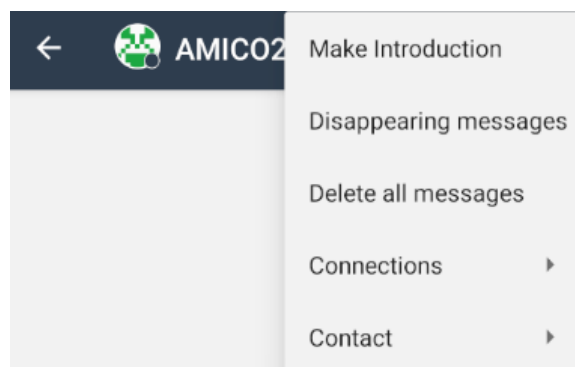 AMICO2
Make Introduction
Disappearing messages
Delete all messages
Connections
Contact